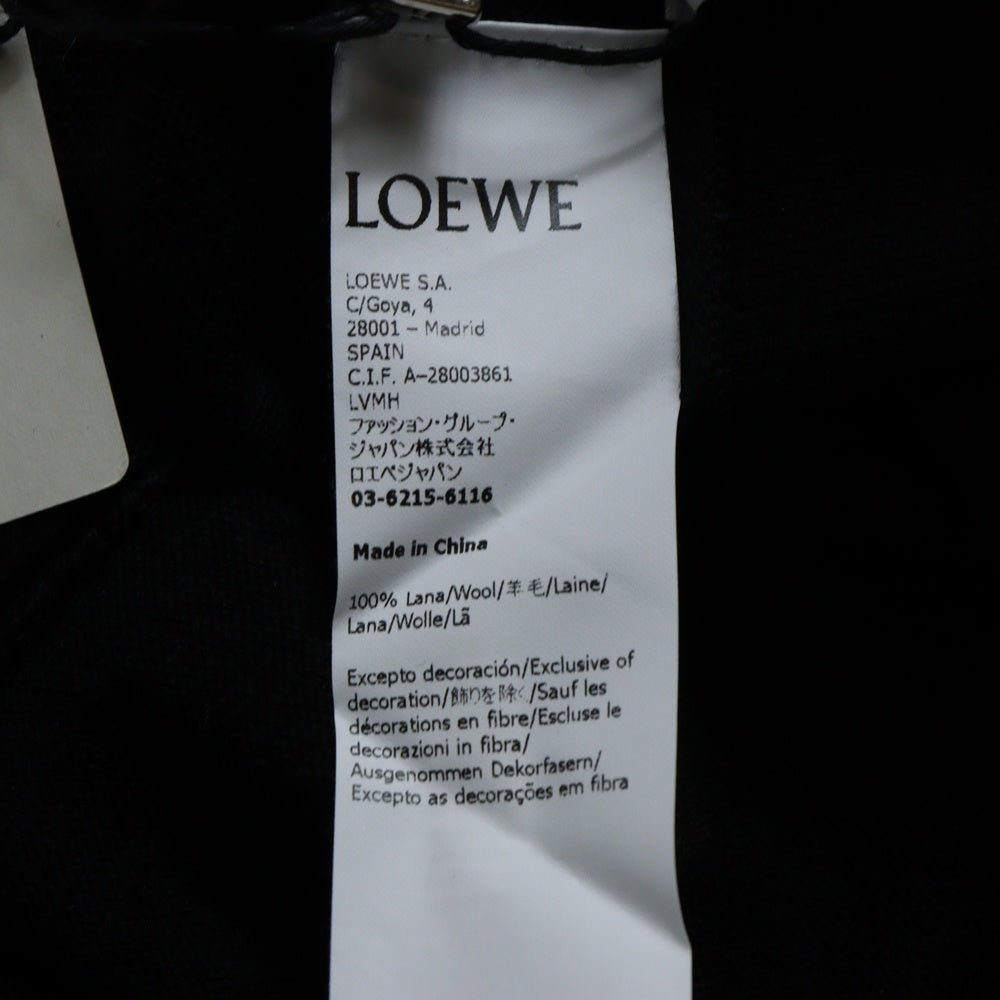 LOEWE
LOEWE S.A.
C/Goya, 4
28001 – Madrid
SPAIN
C.I.F. A–28003861
LVMH
ファッション・グループ・
ジャパン株式会社
ロエベジャパン
03-6215-6116
Made in China
100% Lana/Wool/羊毛/Laine/
Lana/Wolle/Lã
Excepto decoración/Exclusive of
decoration/飾りを除く/Sauf les
décorations en fibre/Escluse le
decorazioni in fibra/
Ausgenommen Dekorfasern/
Excepto as decorações em fibra